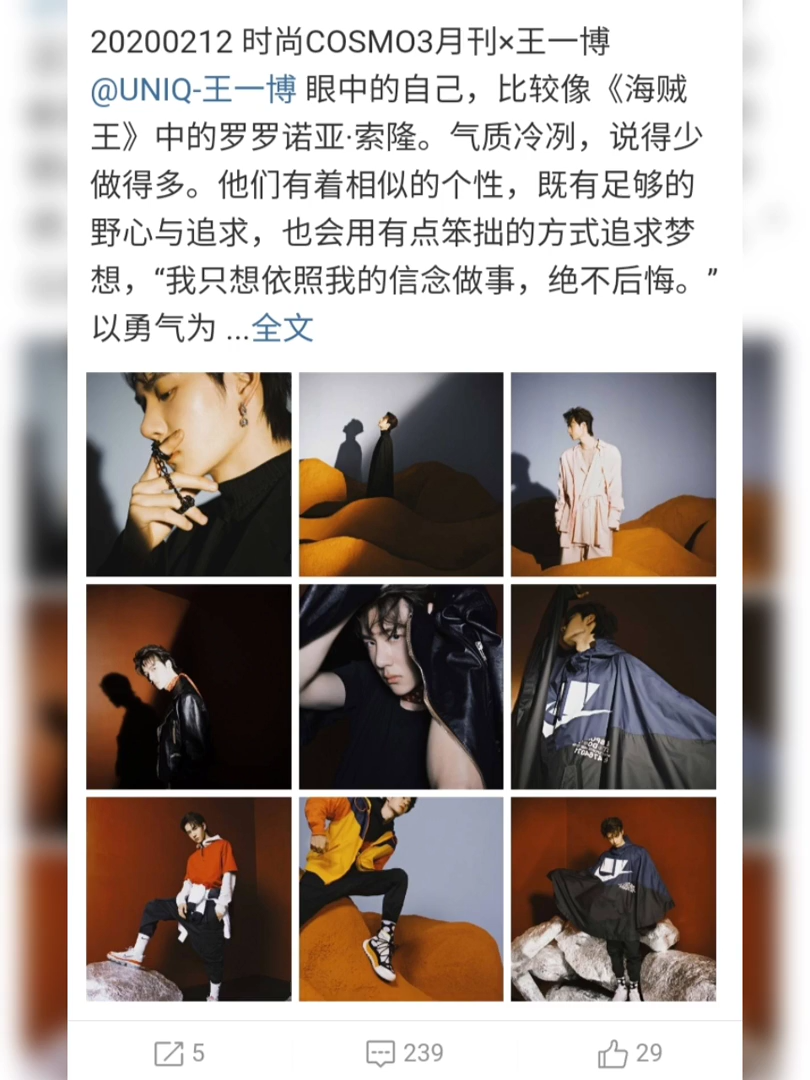 20200212 时尚COSMO3月刊×王一博
@UNIQ-王一博 眼中的自己，比较像《海贼
王》中的罗罗诺亚·索隆。气质冷冽，说得少
做得多。他们有着相似的个性，既有足够的
野心与追求，也会用有点笨拙的方式追求梦
想，“我只想依照我的信念做事，绝不后悔。”
以勇气为 ...全文
5
239
29